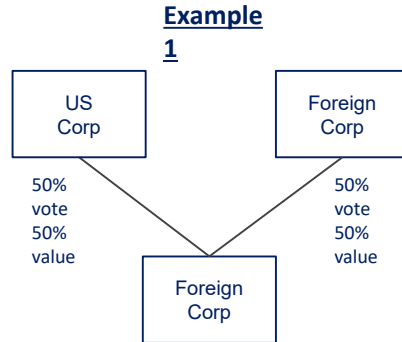 Example
1
US
Corp
Foreign
Corp
50%
vote
50%
value
50%
vote
50%
value
Foreign
Corp